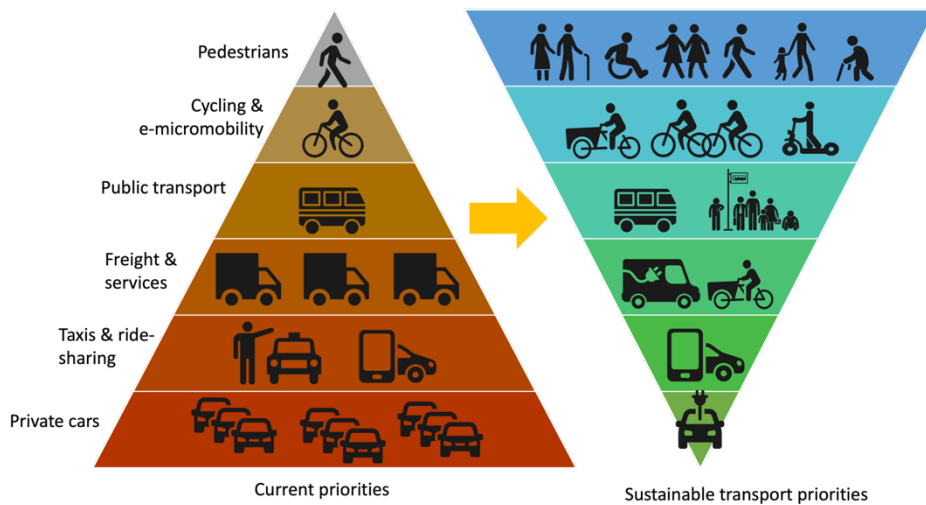 Pedestrians
Cycling &
e-micromobility
Public transport
Freight &
services
Taxis & ride-
sharing
Private cars
Current priorities
Sustainable transport priorities